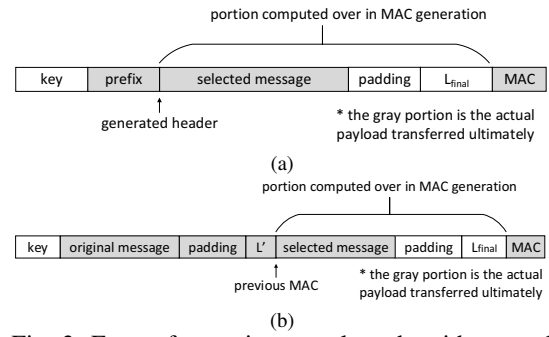 portion computed over in MAC generation
key prefix selected message padding Lfinal MAC
generated header
* the gray portion is the actual
payload transferred ultimately
(a)
portion computed over in MAC generation
key original message padding L' selected message padding Lfinal MAC
previous MAC
* the gray portion is the actual
payload transferred ultimately
(b)